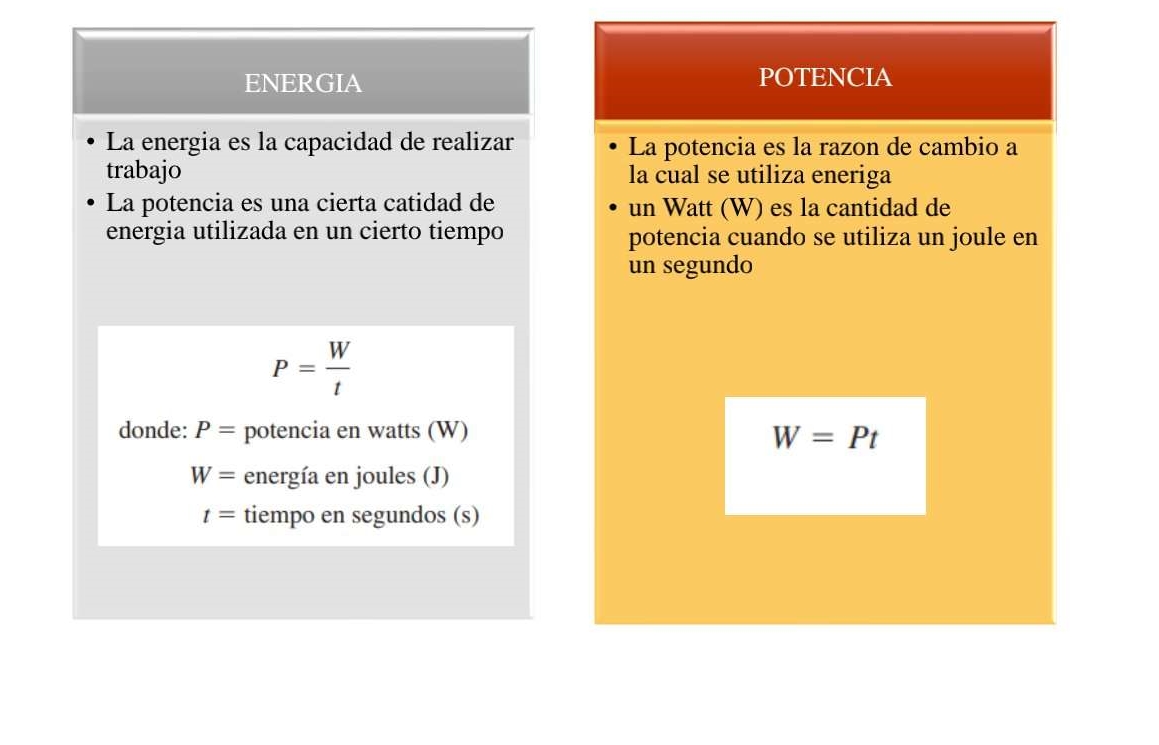 ENERGIA
• La energia es la capacidad de realizar
trabajo
• La potencia es una cierta catidad de
energia utilizada en un cierto tiempo
P = W/t
donde: P = potencia en watts (W)
W = energía en joules (J)
t = tiempo en segundos (s)
POTENCIA
• La potencia es la razon de cambio a
la cual se utiliza eneriga
• un Watt (W) es la cantidad de
potencia cuando se utiliza un joule en
un segundo
W = Pt